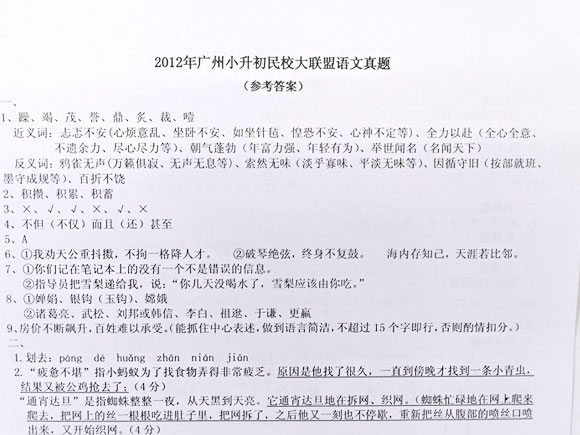 2012年广州小升初民校大联盟语文真题
（参考答案）
一、
1、躁、竭、茂、誉、鼎、炙、裁、噎
近义词：忐忑不安(心烦意乱、坐卧不安、如坐针毡、惶恐不安、心神不定等)、全力以赴（全心全意、
不遗余力、尽心尽力等)、朝气蓬勃（年富力强、年轻有为）、举世闻名（名闻天下）
反义词：鸦雀无声(万籁俱寂、无声无息等)、索然无味（淡乎寡味、平淡无味等)、因循守旧（按部就班、
墨守成规等)、百折不饶
2、积攒、积累、积蓄
3、×、√、√、×、√、×
4、不但（不仅）而且（还）甚至
5、A
6、①我劝天公重抖擞，不拘一格降人才。 ②破琴绝弦，终身不复鼓。 海内存知己，天涯若比邻。
7、①你们记在笔记本上的没有一个不是错误的信息。
②指导员把雪梨递给我，说：“你几天没喝水了，雪梨应该由你吃。”
8、①婵娟、银钩（玉钩）、嫦娥
②诸葛亮、武松、刘邦或韩信、李白、祖逖、于谦、更羸
9、房价不断飙升，百姓难以承受。（能抓住中心表述，做到语言简洁，不超过15个字即行，否则酌情扣分。）
二、
1. 划去：páng dé huǎng zhān nián jiān
2. “疲惫不堪”指小蚂蚁为了找食物弄得非常疲乏。原因是他找了很久，一直到傍晚才找到一条小青虫，
结果又被公鸡抢去了；(4分)
“通宵达旦”是指蜘蛛整整一夜，从天黑到天亮。它通宵达旦地在拆网、织网。（蜘蛛忙碌地在网上爬来
爬去，把网上的丝一根根吃进肚子里，把网拆了，之后他又一刻也不停歇，重新把丝从腹部的喷丝口喷
出来，又开始织网。(4分)